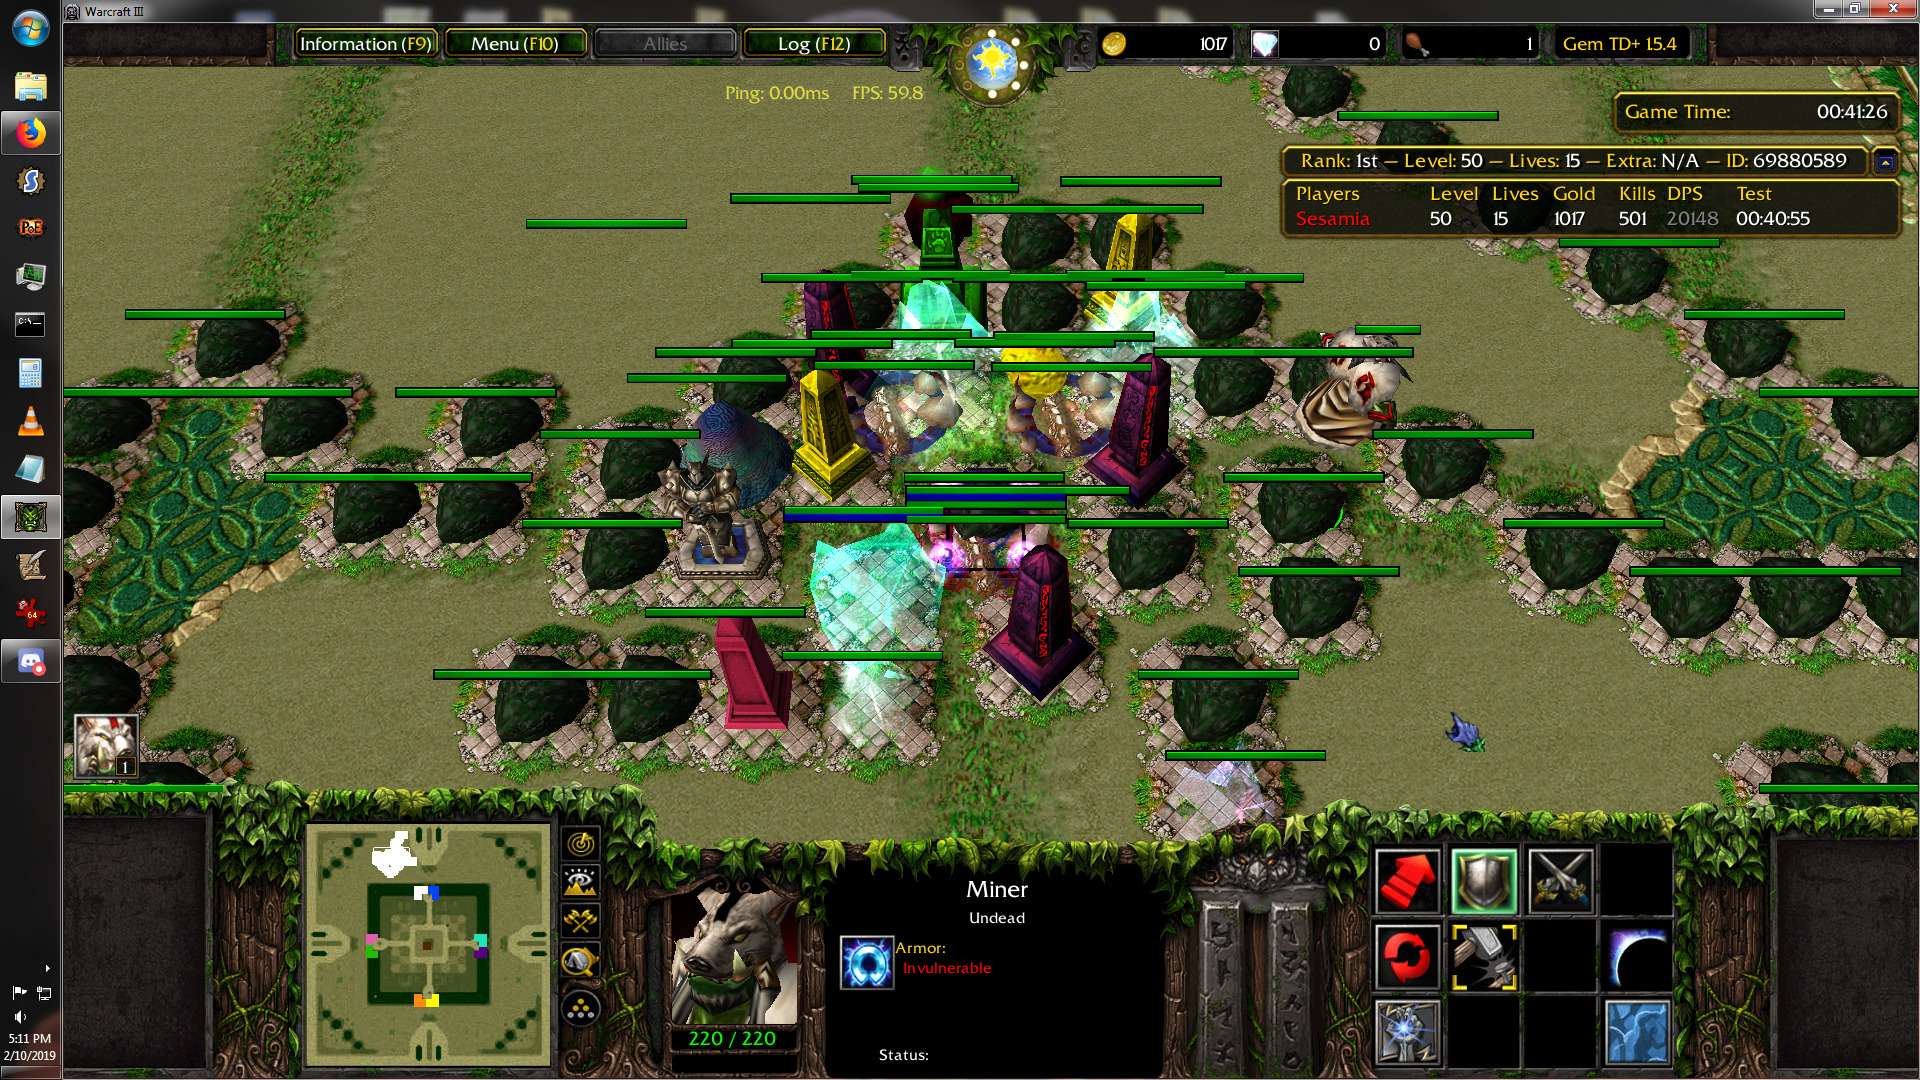 Warcraft III
Information (F9)
Menu (F10)
Allies
Log (F12)
1017
0
1
Gem TD+ 1.5.4
Ping: 0.00ms FPS: 59.8
Game Time: 00:41:26
Rank: 1st – Level: 50 – Lives: 15 – Extra: N/A – ID: 69880589
Players Level Lives Gold Kills DPS Test
Sesamia 50 15 1017 501 20148 00:40:55
PoE
C:\_
64
1
Miner
Undead
Armor:
Invulnerable
220 / 220
Status:
5:11 PM
2/10/2019